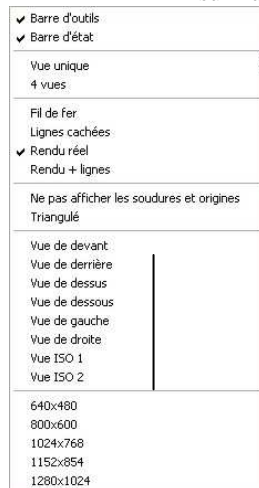 Barre d'outils
Barre d'état
Vue unique
4 vues
Fil de fer
Lignes cachées
Rendu réel
Rendu + lignes
Ne pas afficher les soudures et origines
Triangulé
Vue de devant
Vue de derrière
Vue de dessus
Vue de dessous
Vue de gauche
Vue de droite
Vue ISO 1
Vue ISO 2
640x480
800x600
1024x768
1152x854
1280x1024